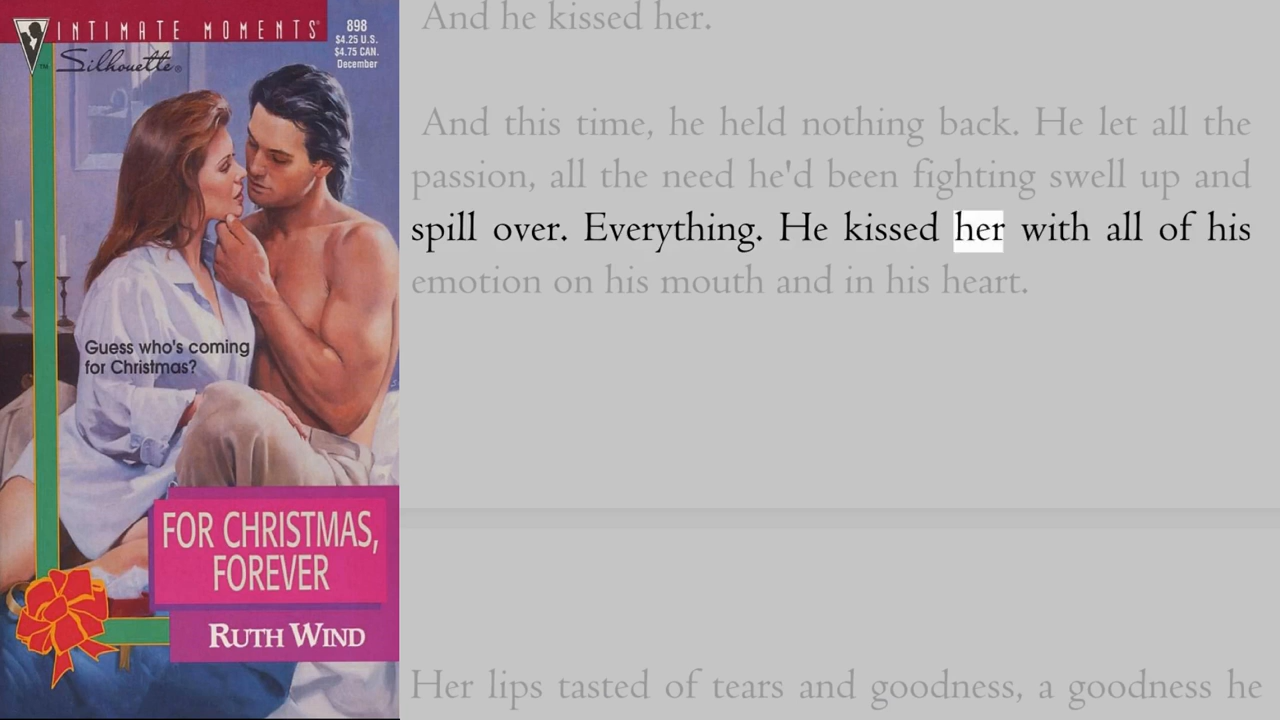 INTIMATE MOMENTS®
898
$4.25 U.S.
$4.75 CAN.
December
™
Silhouette®
Guess who's coming
for Christmas?
FOR CHRISTMAS,
FOREVER
RUTH WIND
And he kissed her.
And this time, he held nothing back. He let all the
passion, all the need he'd been fighting swell up and
spill over. Everything. He kissed her with all of his
emotion on his mouth and in his heart.
Her lips tasted of tears and goodness, a goodness he